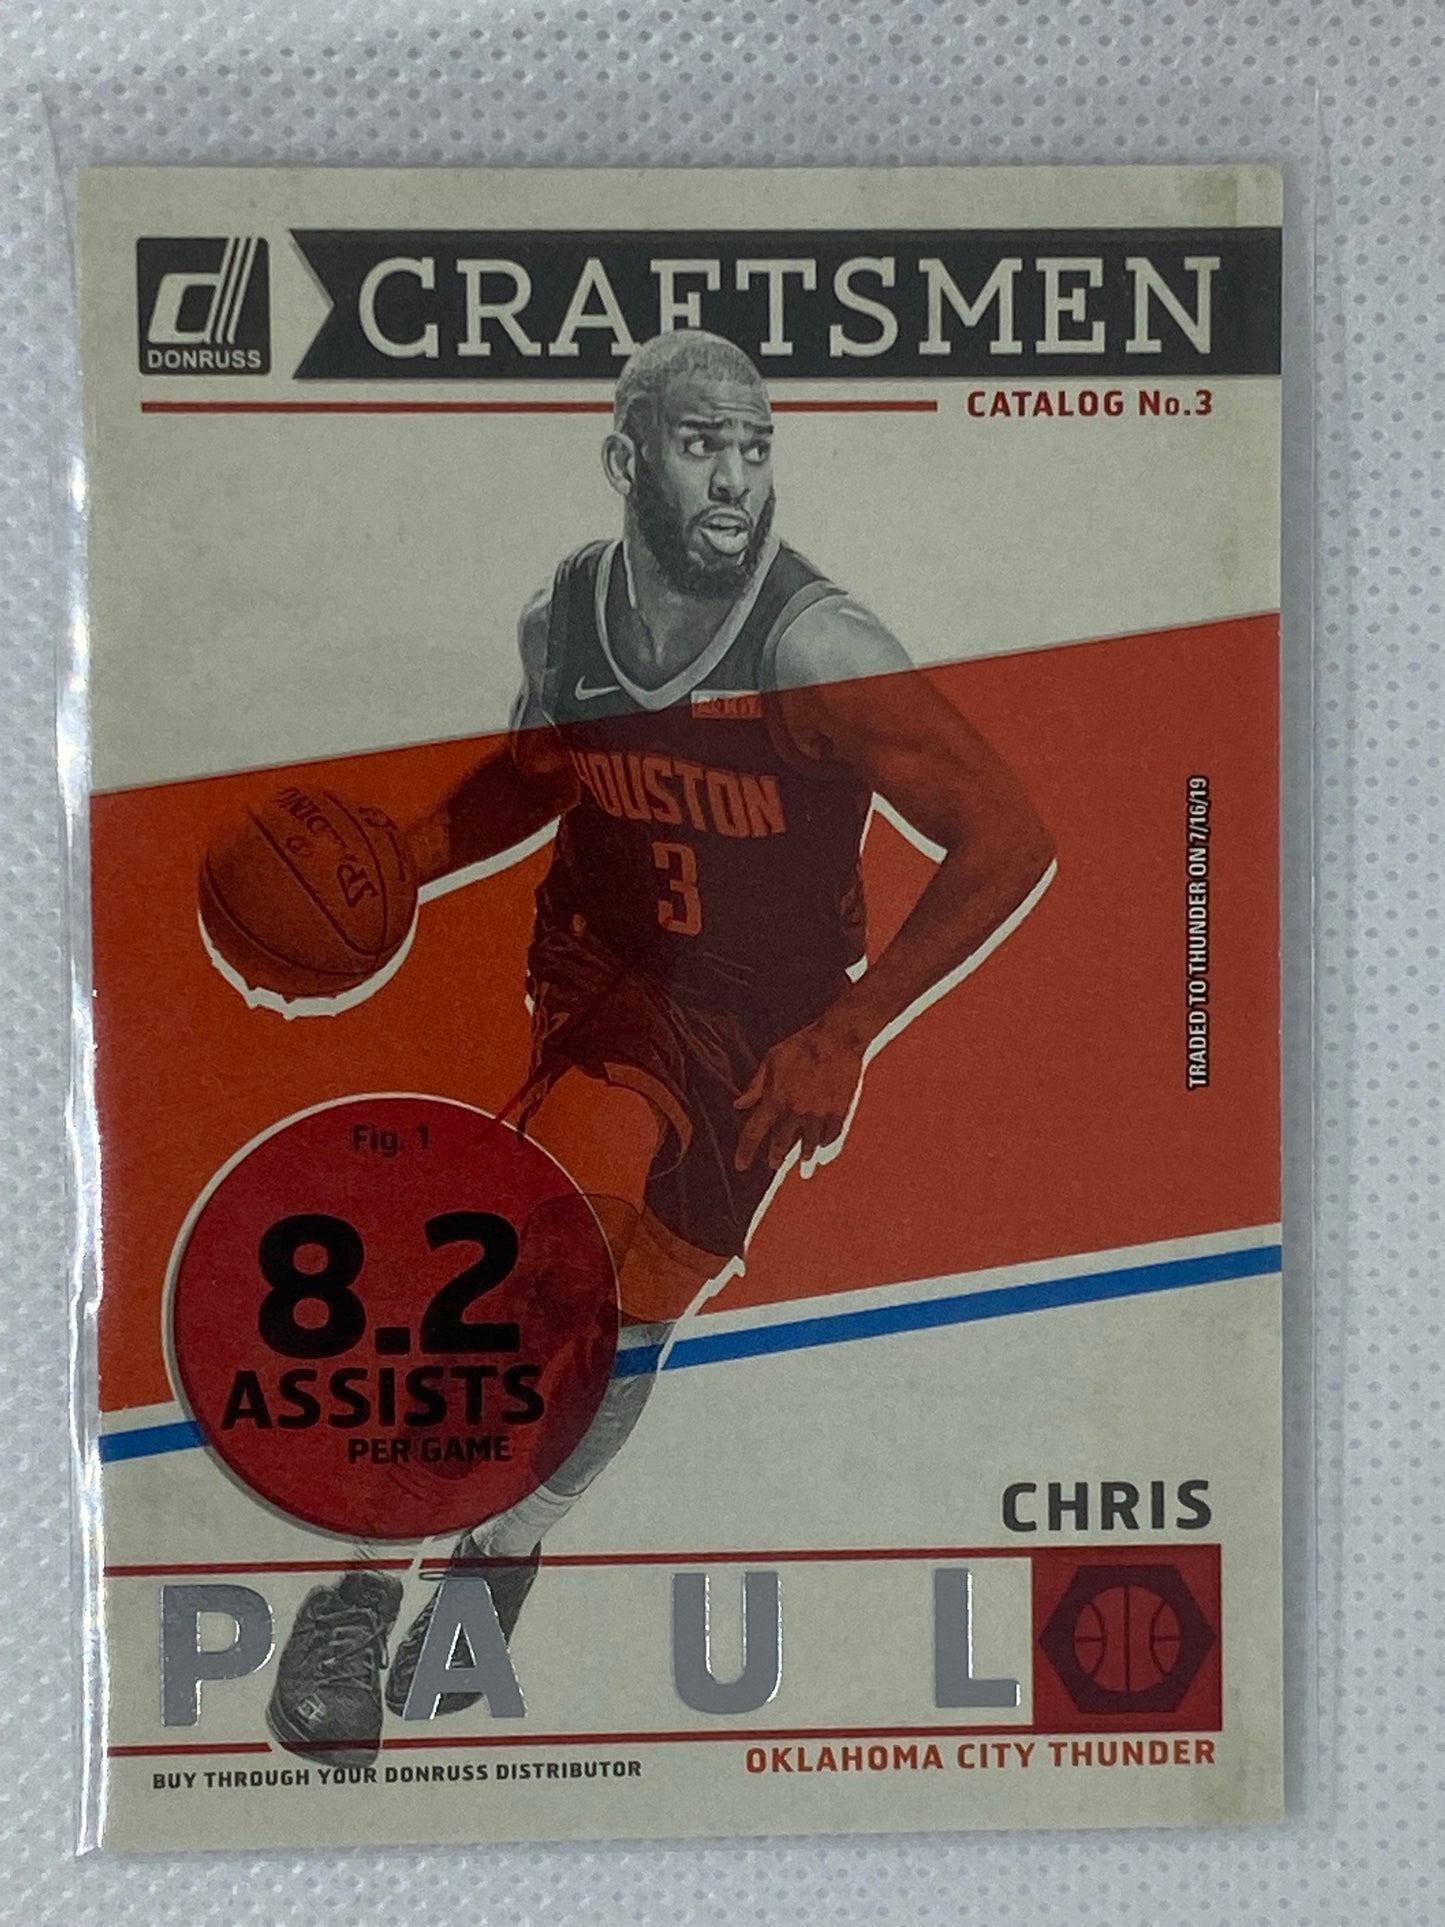 CRAFTSMEN
DONRUSS
CATALOG No.3
HOUSTON
3
TRADED TO THUNDER ON 7/16/19
Fig. 1
8.2
ASSISTS
PER GAME
CHRIS
PAUL
OKLAHOMA CITY THUNDER
BUY THROUGH YOUR DONRUSS DISTRIBUTOR